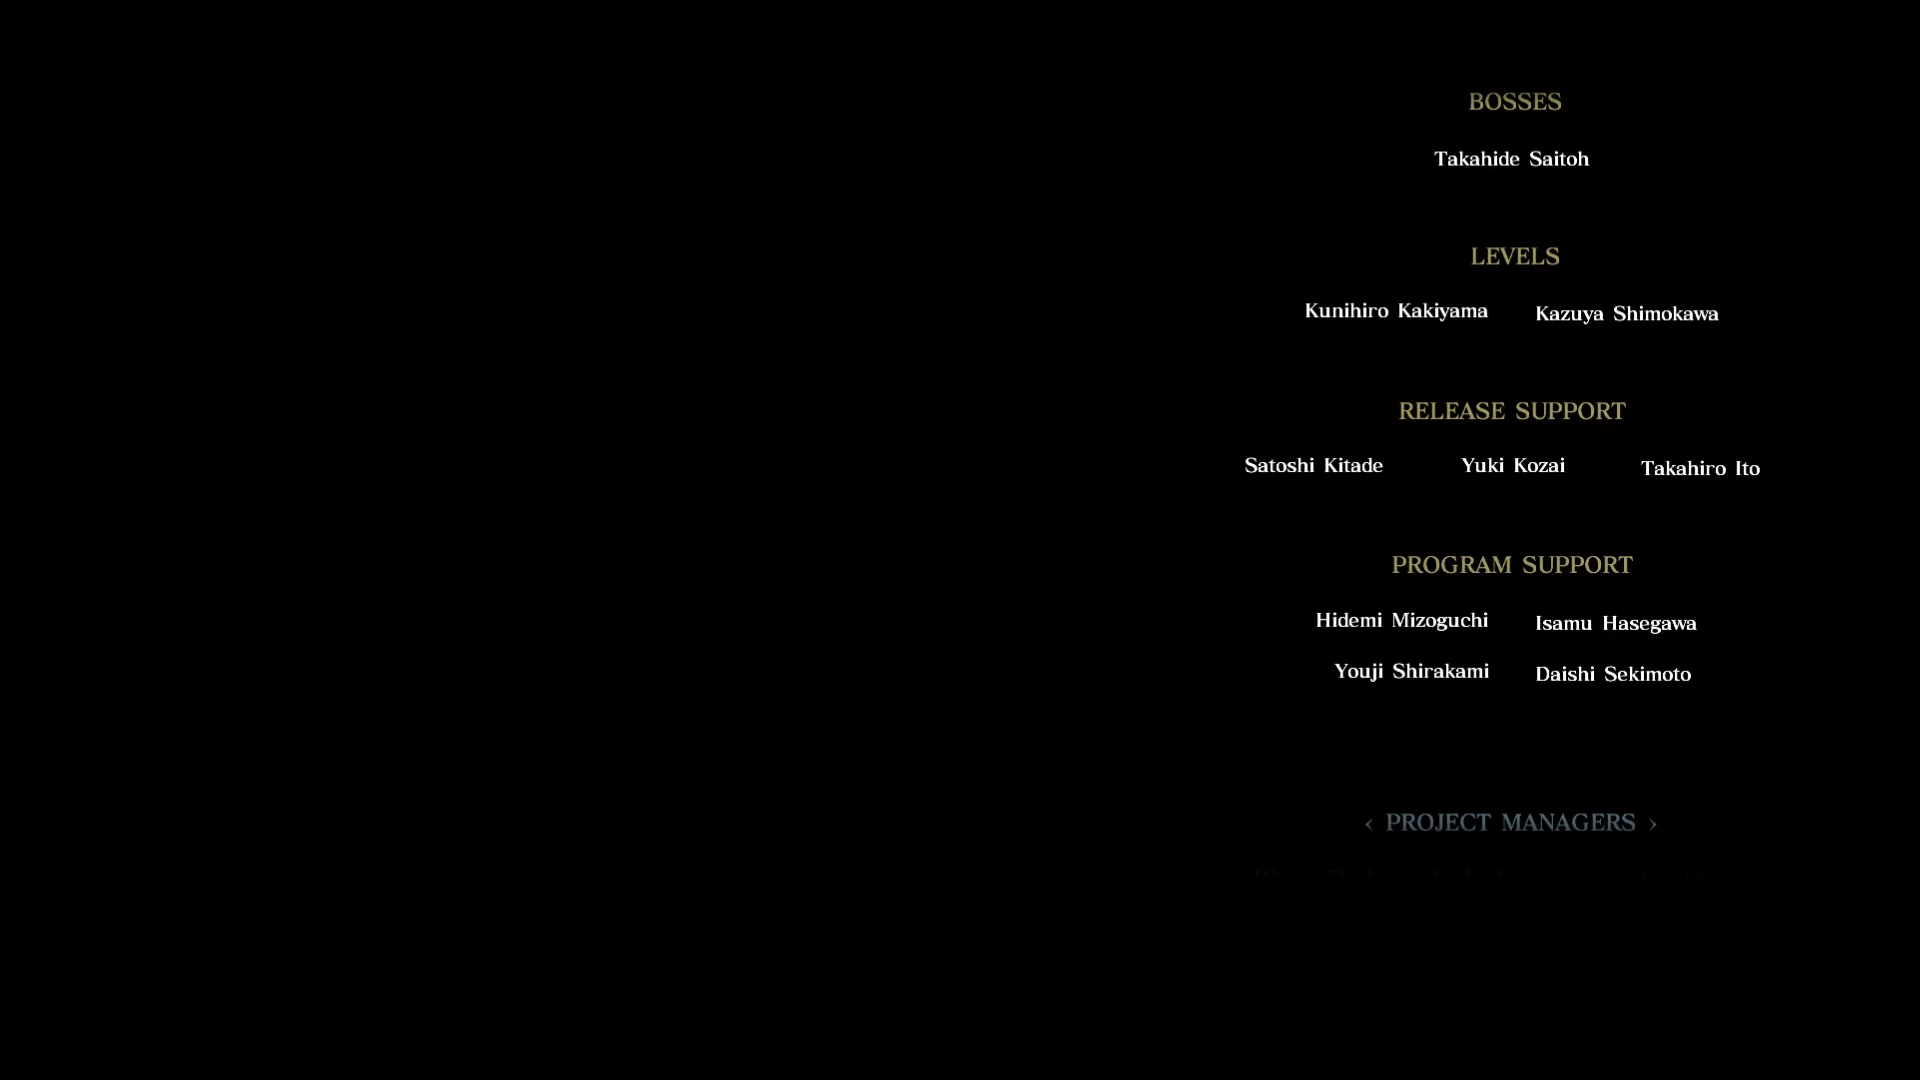 BOSSES
Takahide Saitoh
LEVELS
Kunihiro Kakiyama Kazuya Shimokawa
RELEASE SUPPORT
Satoshi Kitade Yuki Kozai Takahiro Ito
PROGRAM SUPPORT
Hidemi Mizoguchi Isamu Hasegawa
Youji Shirakami Daishi Sekimoto
‹ PROJECT MANAGERS ›